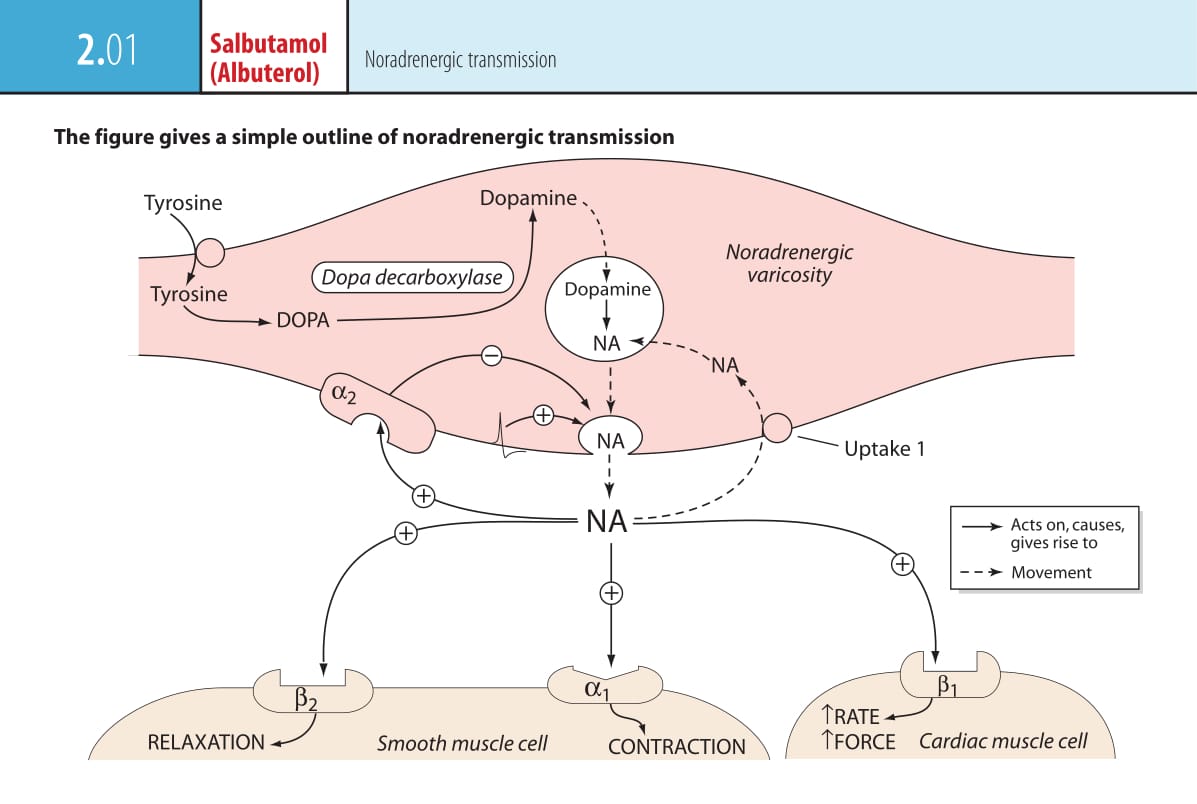 2.01
Salbutamol
(Albuterol)
Noradrenergic transmission
The figure gives a simple outline of noradrenergic transmission
Tyrosine
Dopamine
Noradrenergic
varicosity
Dopa decarboxylase
Tyrosine
Dopamine
DOPA
NA
NA
−
α2
+
NA
Uptake 1
+
NA
+
Acts on, causes,
gives rise to
Movement
+
+
β2
α1
β1
↑RATE
RELAXATION
Smooth muscle cell
CONTRACTION
↑FORCE
Cardiac muscle cell